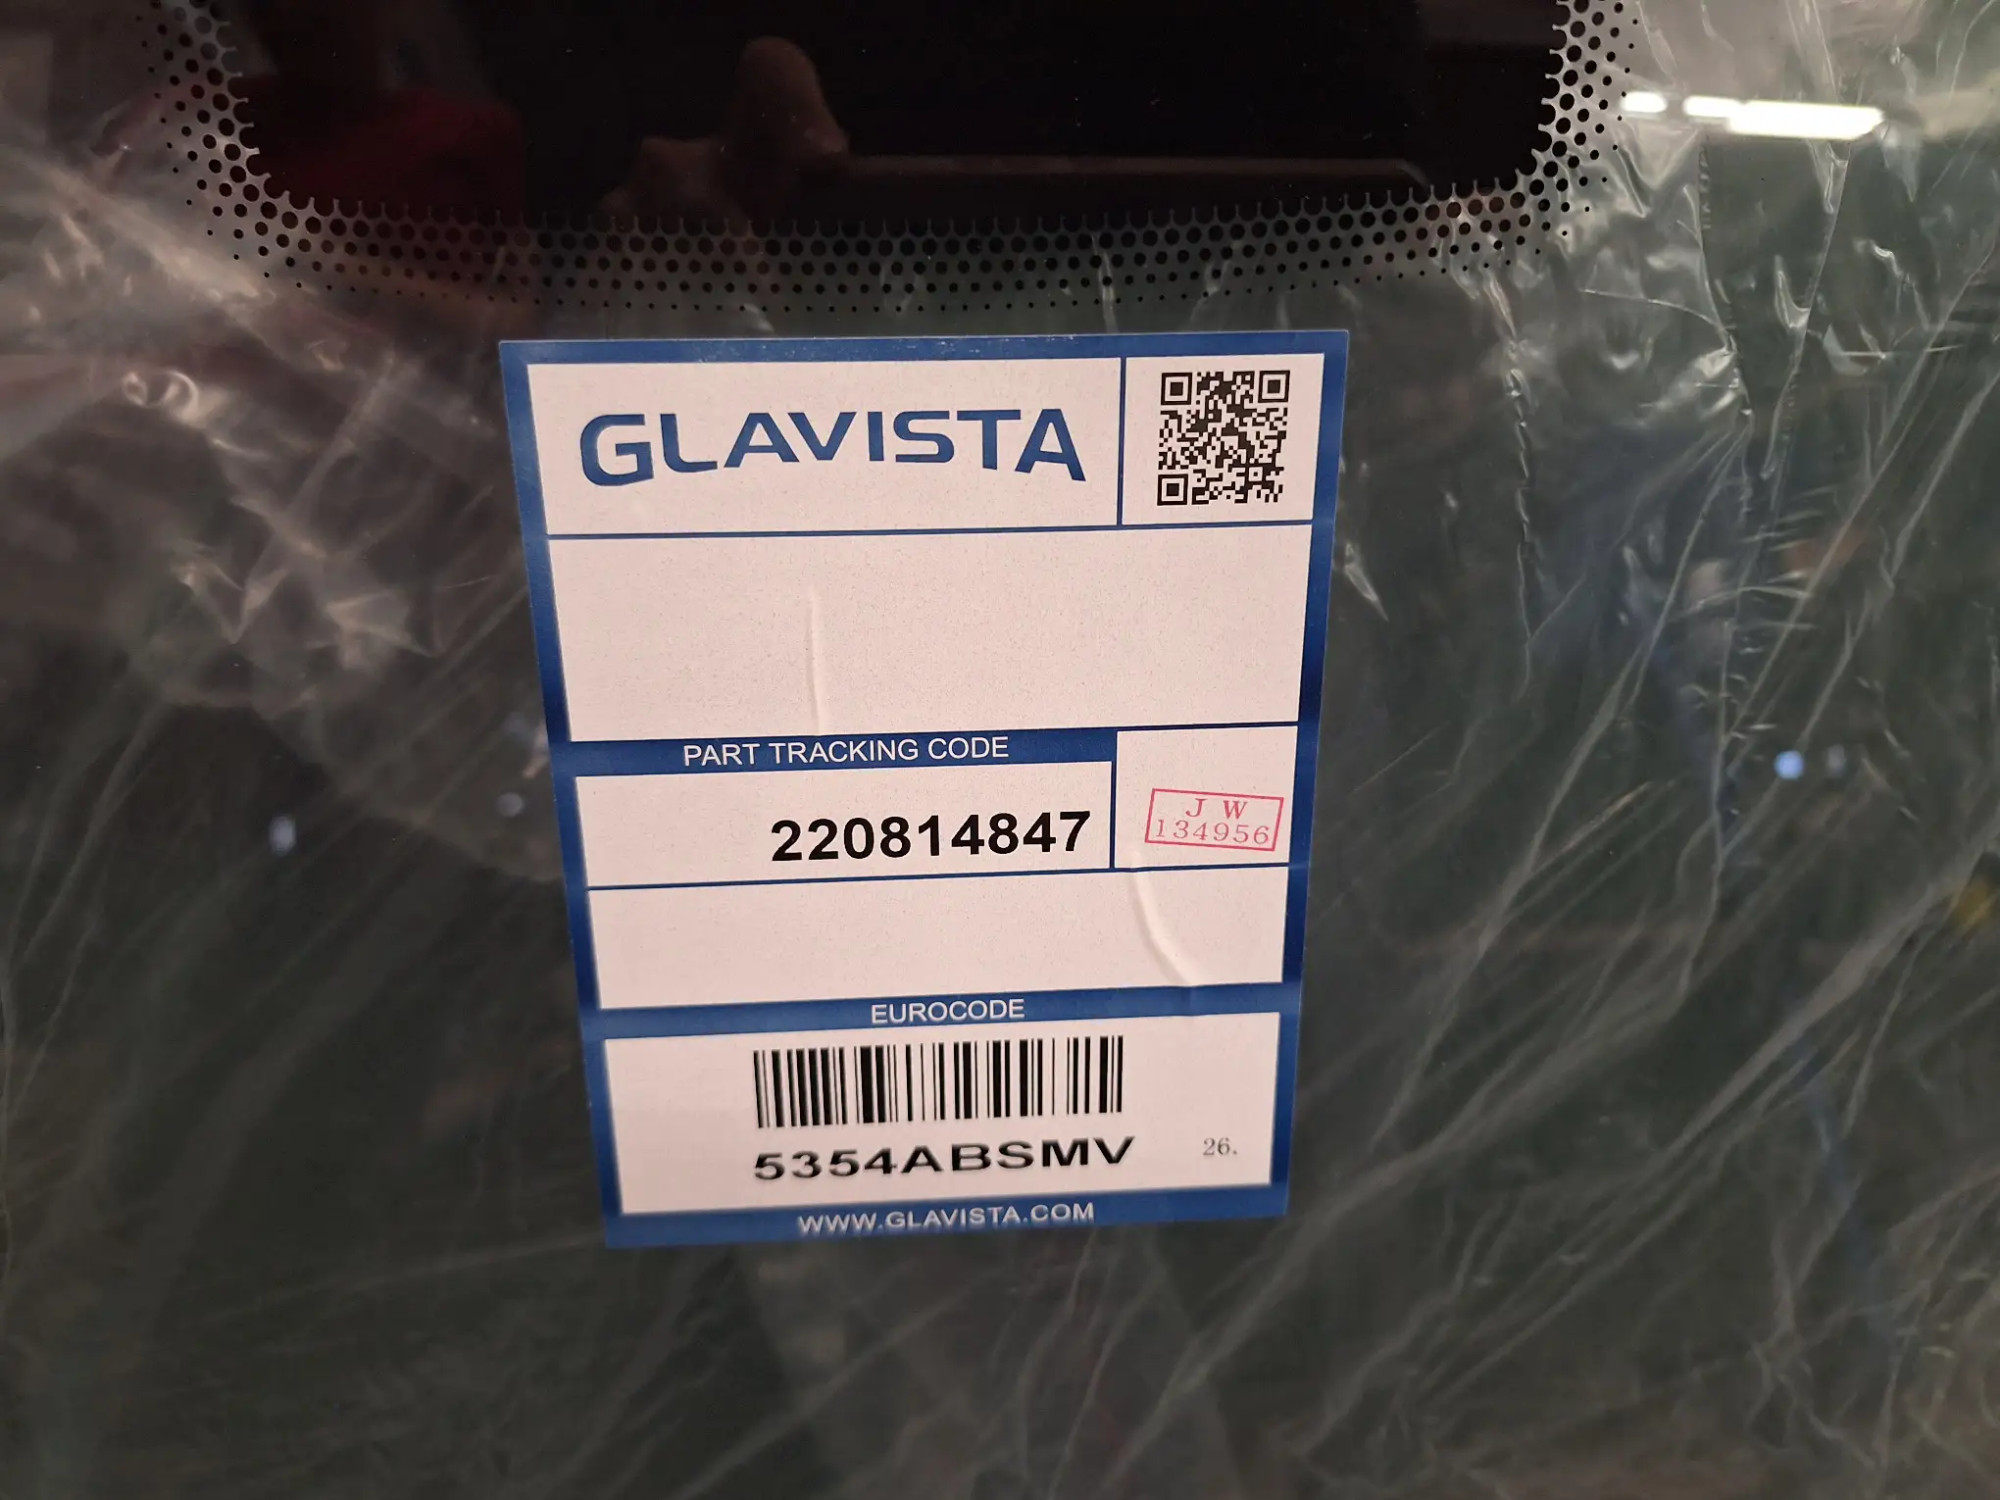 GLAVISTA
PART TRACKING CODE
220814847
J W
134956
EUROCODE
5354ABSMV
26.
WWW.GLAVISTA.COM